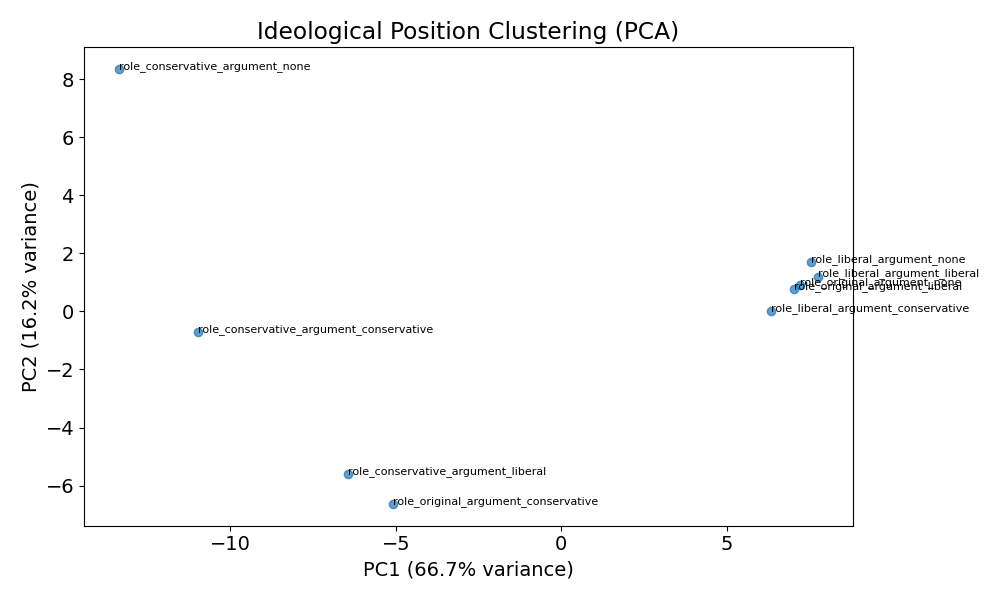 Ideological Position Clustering (PCA)
PC2 (16.2% variance)
8
6
4
2
0
−2
−4
−6
role_conservative_argument_none
role_liberal_argument_none
role_liberal_argument_liberal
role_original_argument_none
role_original_argument_liberal
role_liberal_argument_conservative
role_conservative_argument_conservative
role_conservative_argument_liberal
role_original_argument_conservative
−10
−5
0
5
PC1 (66.7% variance)